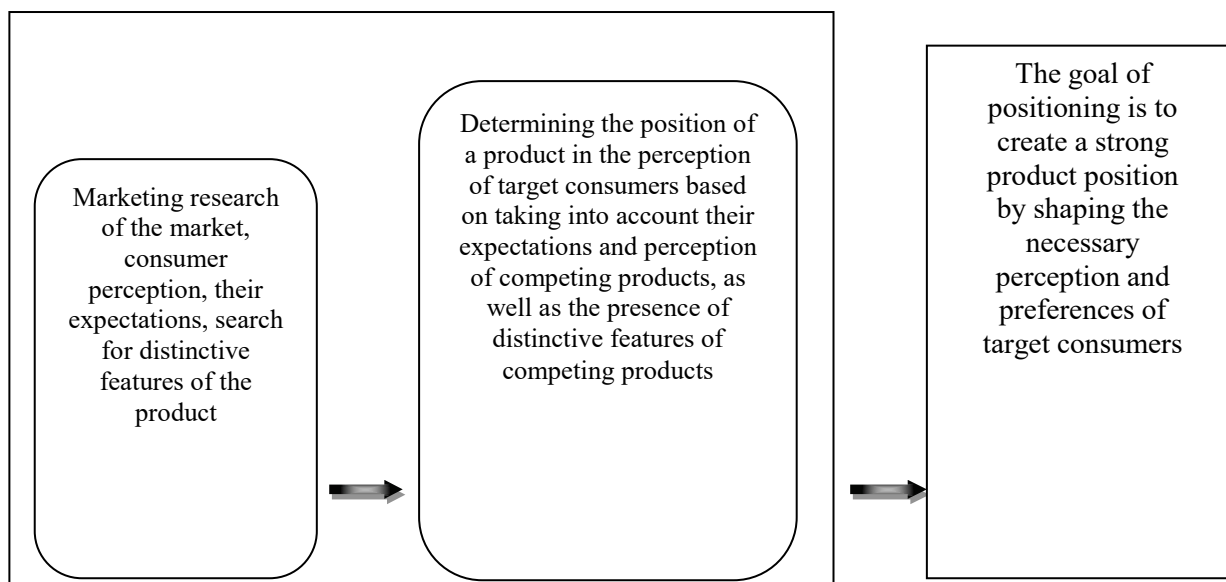 Marketing research
of the market,
consumer
perception, their
expectations, search
for distinctive
features of the
product
Determining the position of
a product in the perception
of target consumers based
on taking into account their
expectations and perception
of competing products, as
well as the presence of
distinctive features of
competing products
The goal of
positioning is to
create a strong
product position
by shaping the
necessary
perception and
preferences of
target consumers